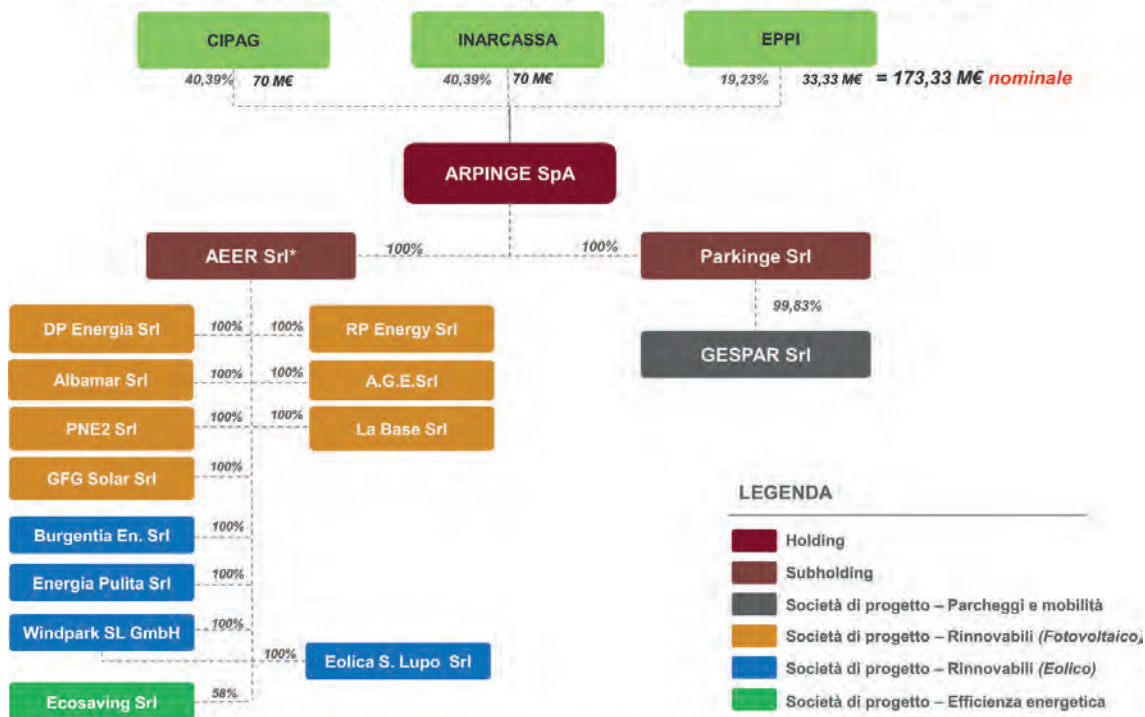 CIPAG
INARCASSA
EPPI
40,39% 70 M€
40,39% 70 M€
19,23% 33,33 M€ = 173,33 M€ nominale
ARPINGE SpA
AEER Srl*
100%
100%
Parkinge Srl
99,83%
GESPAR Srl
DP Energia Srl
100%
100%
RP Energy Srl
Albamar Srl
100%
100%
A.G.E.Srl
PNE2 Srl
100%
100%
La Base Srl
GFG Solar Srl
100%
Burgentia En. Srl
100%
Energia Pulita Srl
100%
Windpark SL GmbH
100%
100%
Eolica S. Lupo Srl
Ecosaving Srl
58%
LEGENDA
Holding
Subholding
Società di progetto – Parcheggi e mobilità
Società di progetto – Rinnovabili (Fotovoltaico)
Società di progetto – Rinnovabili (Eolico)
Società di progetto – Efficienza energetica